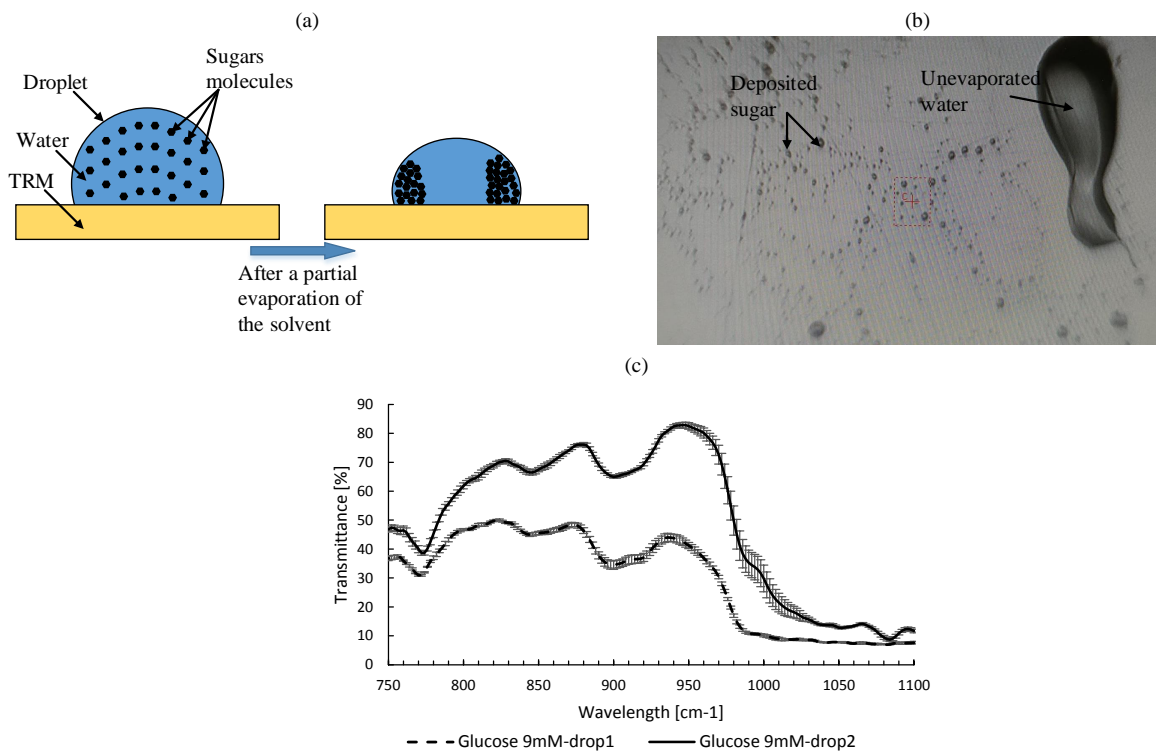 (a)
Droplet
Sugars
molecules
Water
TRM
After a partial
evaporation of
the solvent
(b)
Deposited
sugar
Unevaporated
water
C
(c)
Transmittance [%]
90
80
70
60
50
40
30
20
10
0
750 800 850 900 950 1000 1050 1100
Wavelength [cm-1]
Glucose 9mM-drop1 Glucose 9mM-drop2